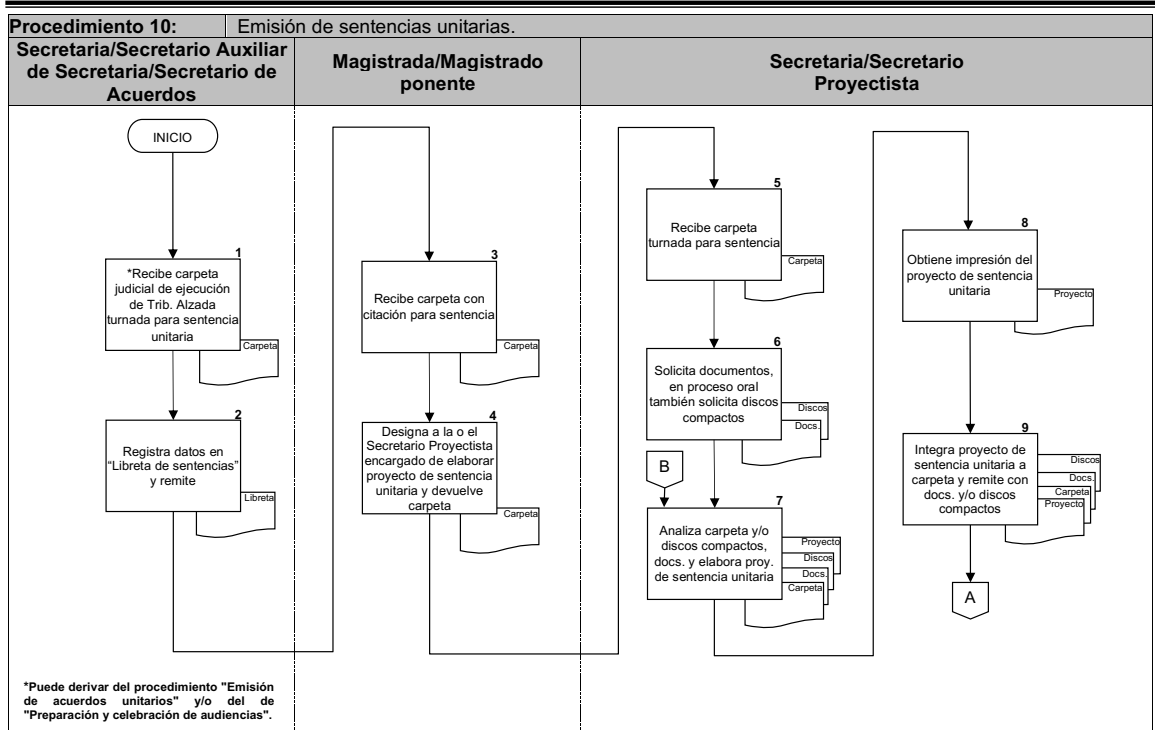 Procedimiento 10: Emisión de sentencias unitarias.
Secretaria/Secretario Auxiliar
de Secretaria/Secretario de
Acuerdos
Magistrada/Magistrado
ponente
Secretaria/Secretario
Proyectista
INICIO
1
*Recibe carpeta
judicial de ejecución
de Trib. Alzada
turnada para sentencia
unitaria
Carpeta
2
Registra datos en
“Libreta de sentencias”
y remite
Libreta
3
Recibe carpeta con
citación para sentencia
Carpeta
4
Designa a la o el
Secretario Proyectista
encargado de elaborar
proyecto de sentencia
unitaria y devuelve
carpeta
Carpeta
5
Recibe carpeta
turnada para sentencia
Carpeta
6
Solicita documentos,
en proceso oral
también solicita discos
compactos
Discos
Docs.
B
7
Analiza carpeta y/o
discos compactos,
docs. y elabora proy.
de sentencia unitaria
Proyecto
Discos
Docs.
Carpeta
8
Obtiene impresión del
proyecto de sentencia
unitaria
Proyecto
9
Integra proyecto de
sentencia unitaria a
carpeta y remite con
docs. y/o discos
compactos
Discos
Docs.
Carpeta
Proyecto
A
*Puede derivar del procedimiento "Emisión
de acuerdos unitarios" y/o del de
"Preparación y celebración de audiencias".